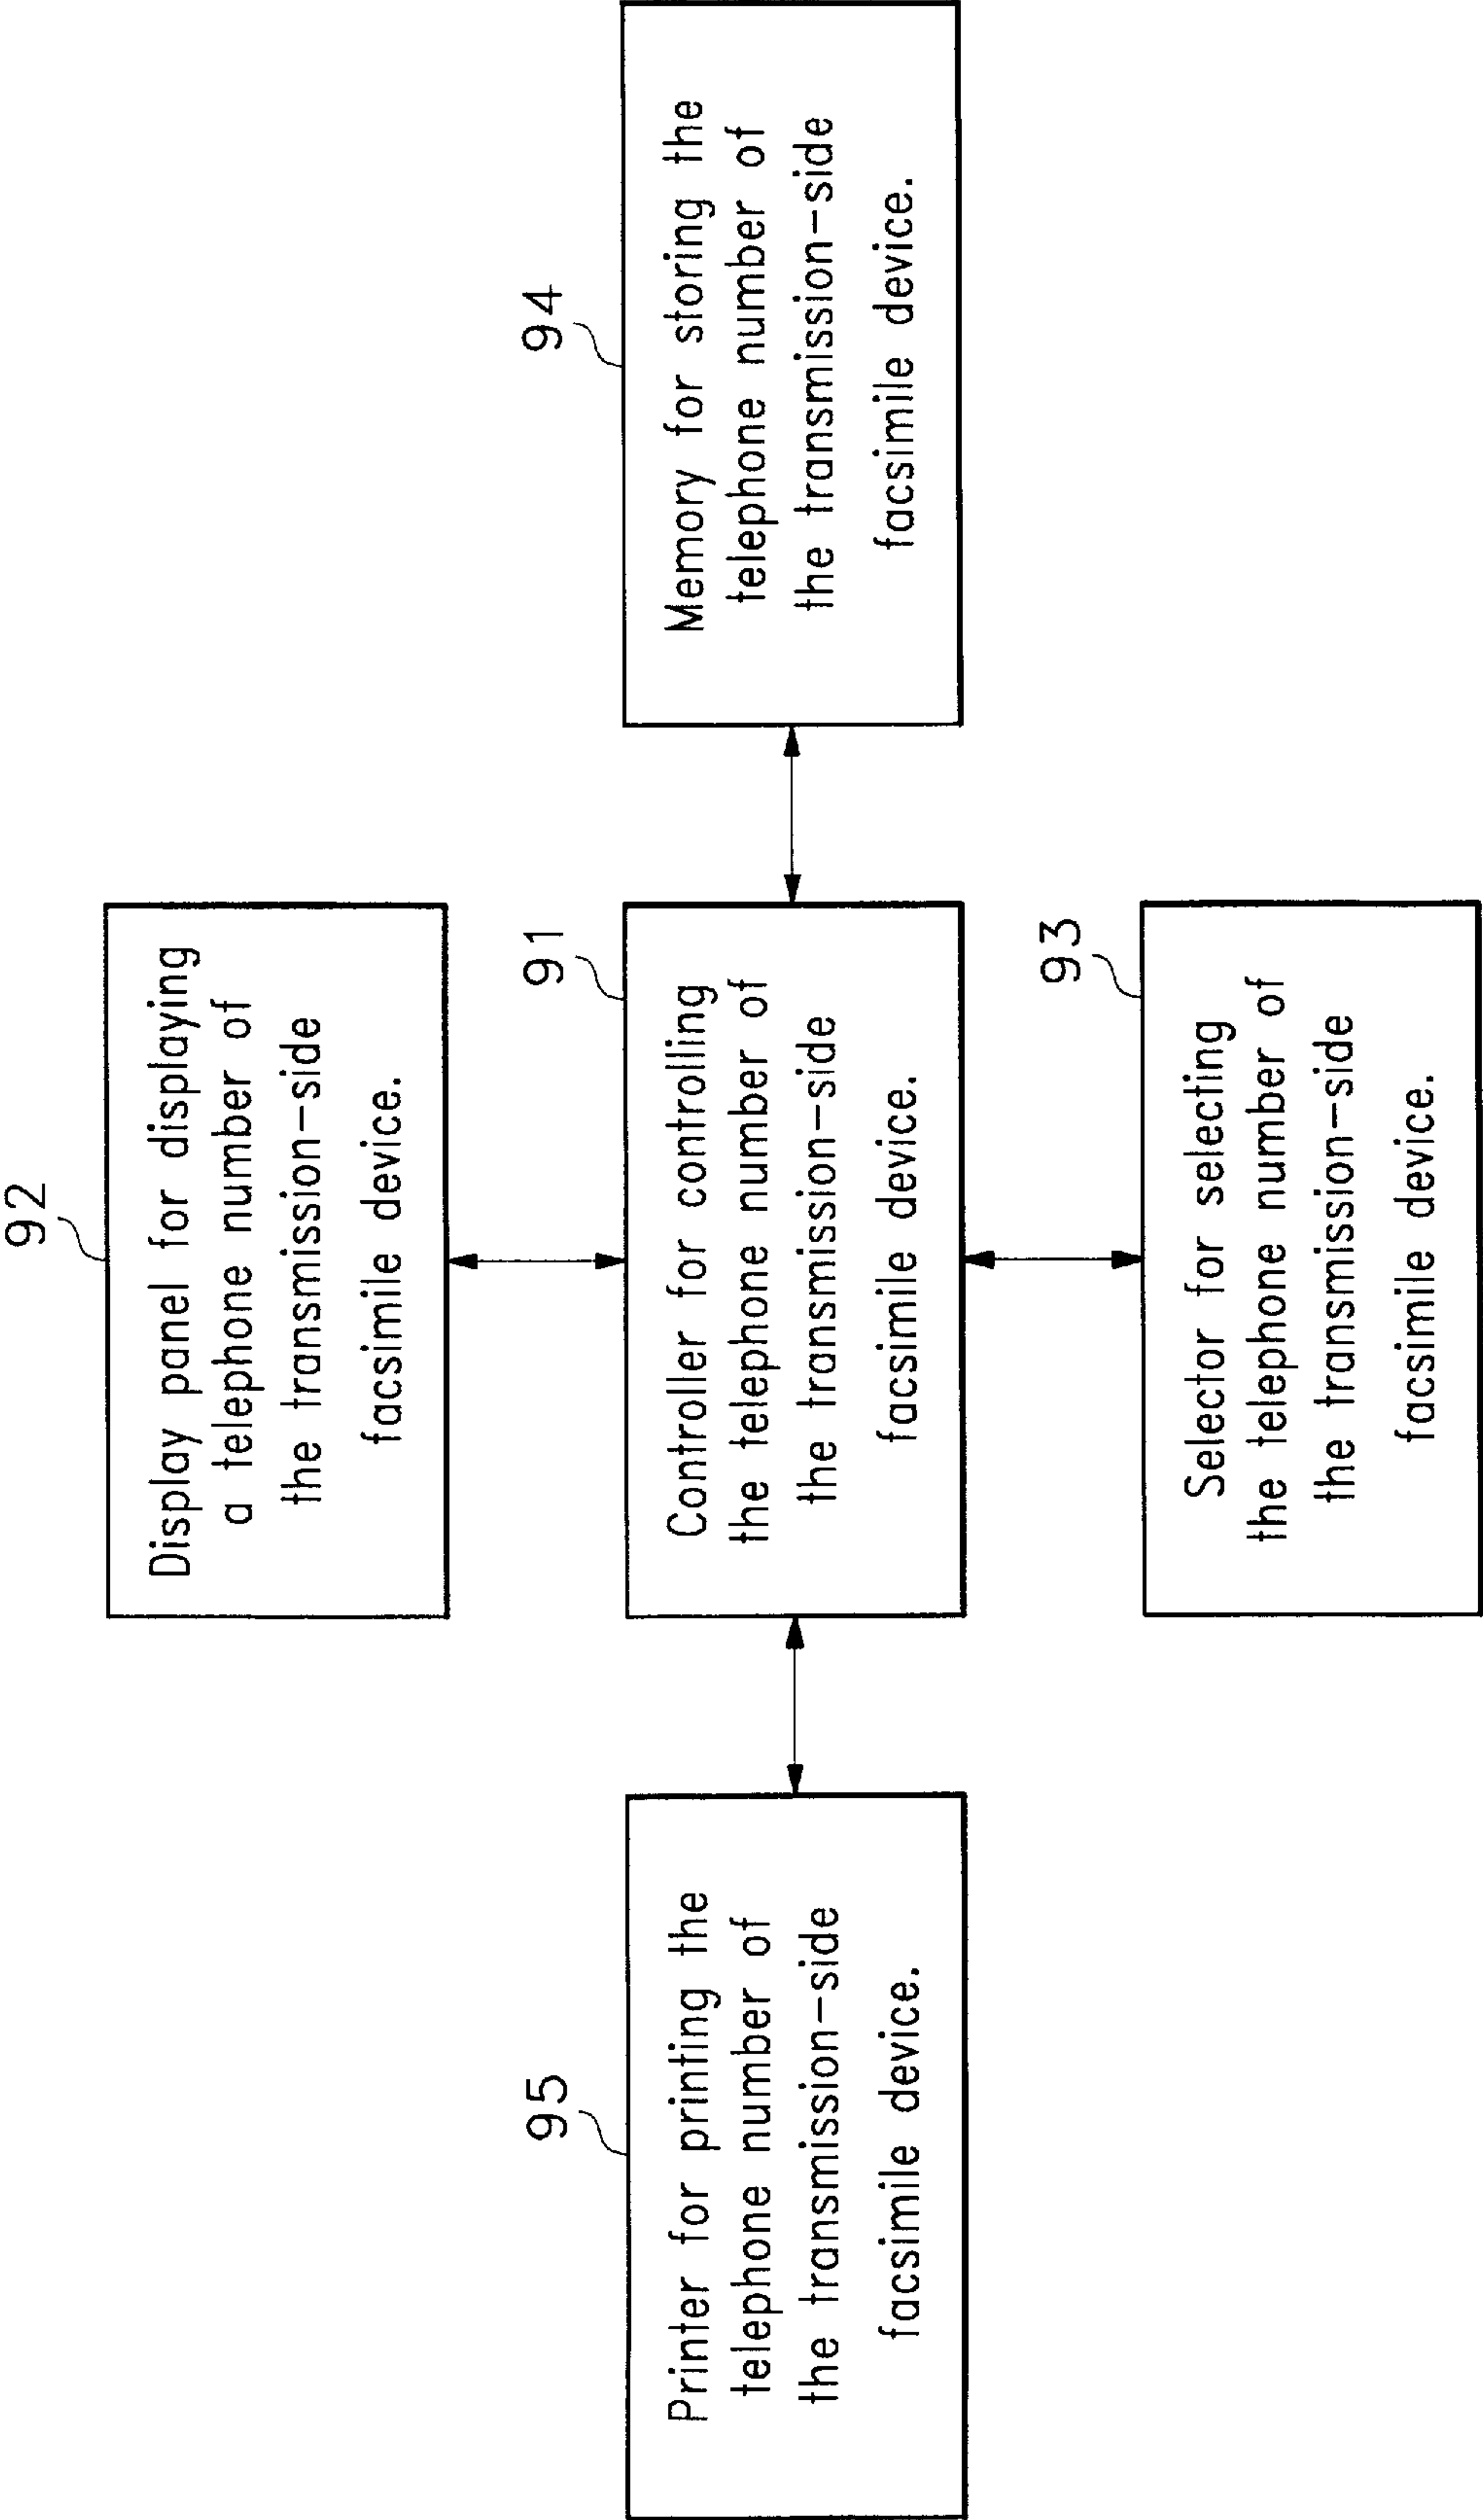 92
Display panel for displaying
a telephone number of
the transmission-side
facsimile device.
95
Printer for printing the
telephone number of
the transmission-side
facsimile device.
91
Controller for controlling
the telephone number of
the transmission-side
facsimile device.
94
Memory for storing the
telephone number of
the transmission-side
facsimile device.
93
Selector for selecting
the telephone number of
the transmission-side
facsimile device.